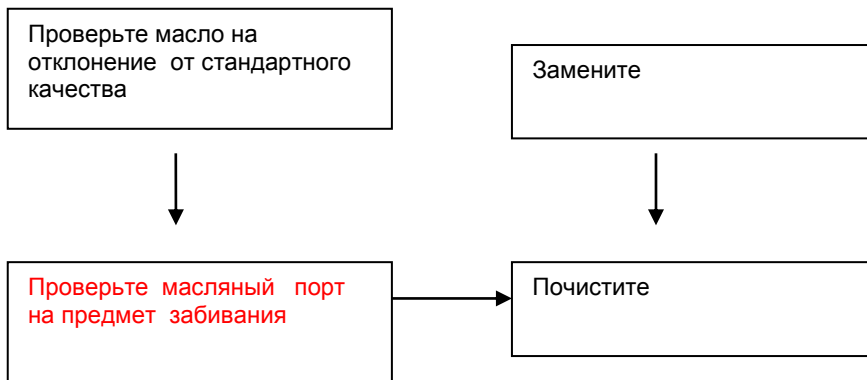 Проверьте масло на
отклонение от стандартного
качества
Замените
Проверьте масляный порт
на предмет забивания
Почистите